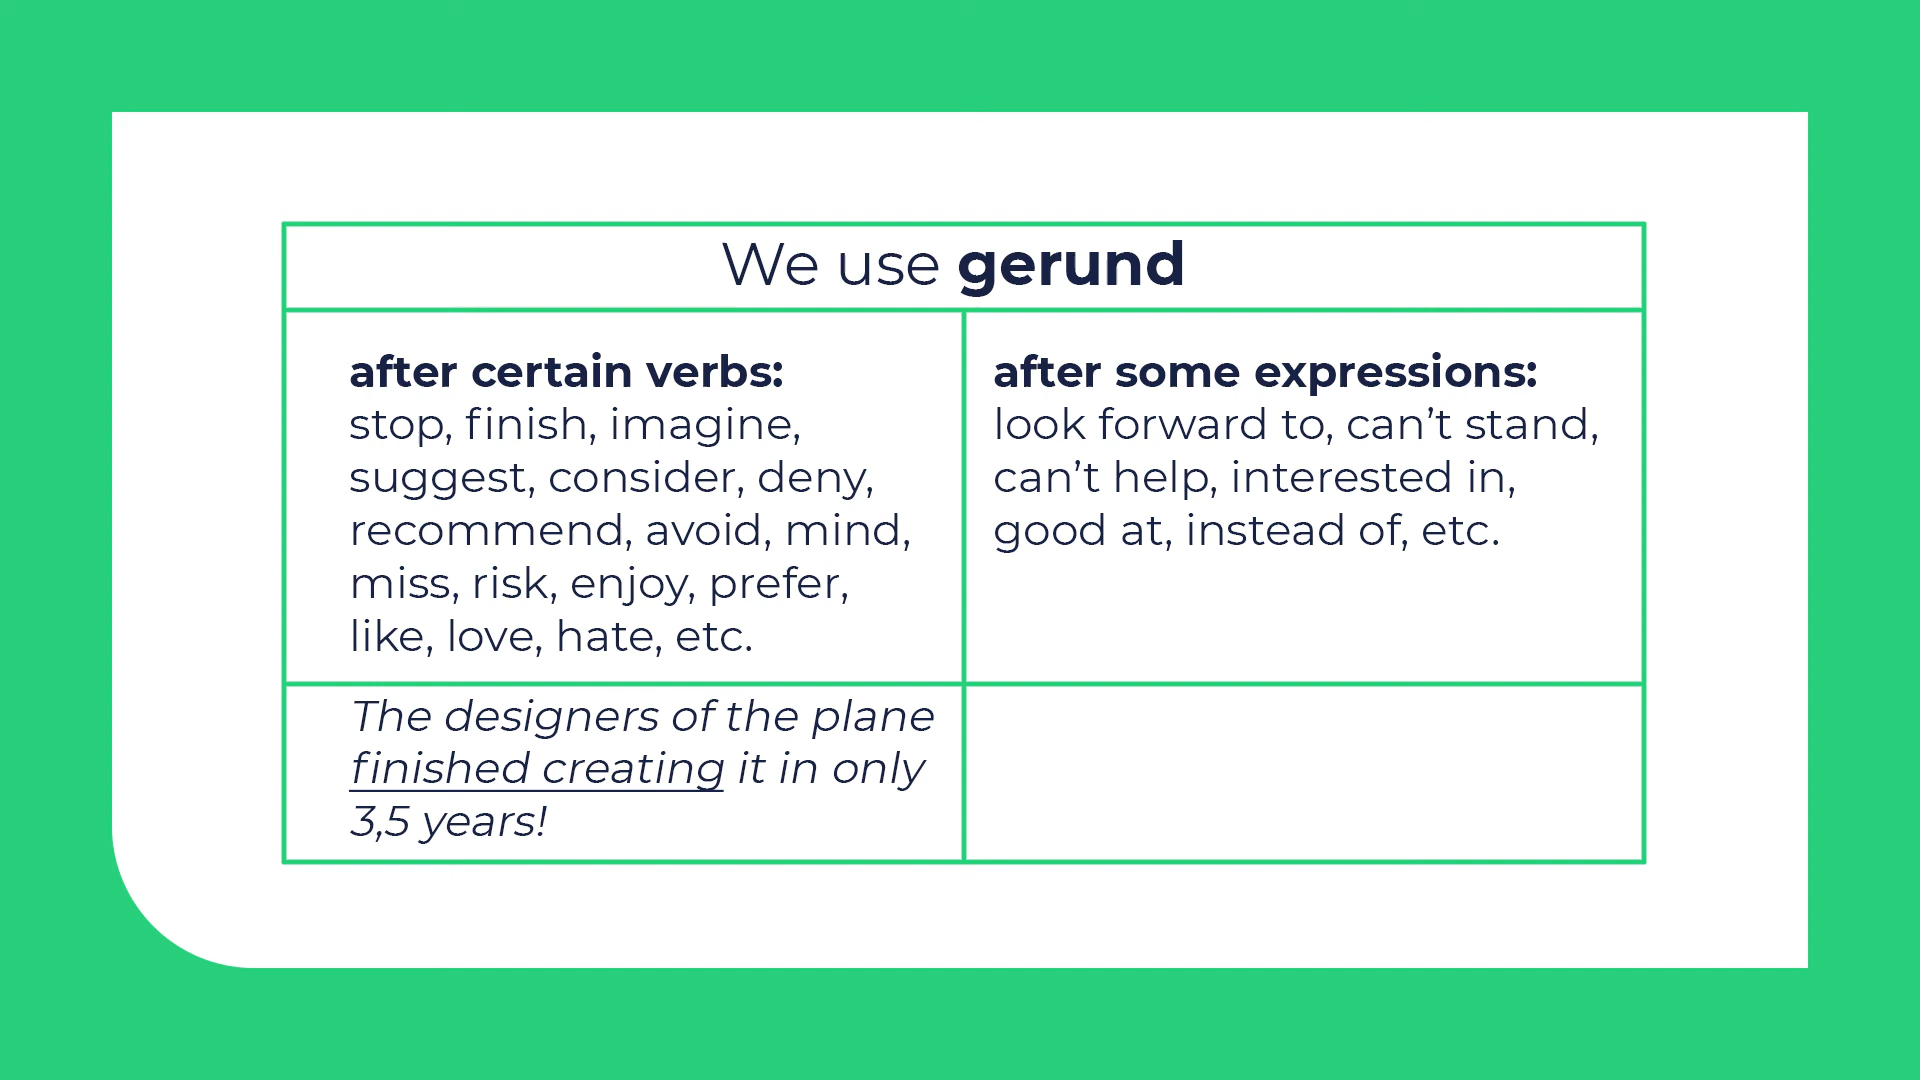 We use gerund
after certain verbs:
stop, finish, imagine,
suggest, consider, deny,
recommend, avoid, mind,
miss, risk, enjoy, prefer,
like, love, hate, etc.
after some expressions:
look forward to, can’t stand,
can’t help, interested in,
good at, instead of, etc.
The designers of the plane
finished creating it in only
3,5 years!